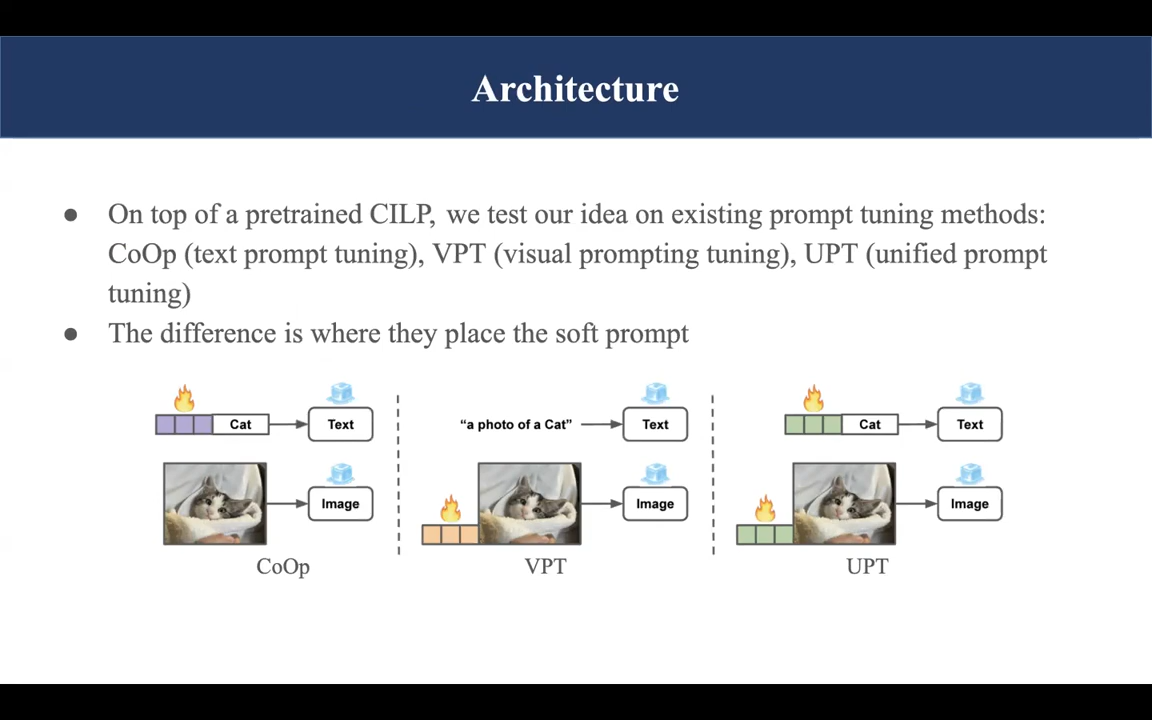 Architecture
● On top of a pretrained CILP, we test our idea on existing prompt tuning methods:
CoOp (text prompt tuning), VPT (visual prompting tuning), UPT (unified prompt
tuning)
● The difference is where they place the soft prompt
Cat
Text
Image
CoOp
“a photo of a Cat”
Text
Image
VPT
Cat
Text
Image
UPT